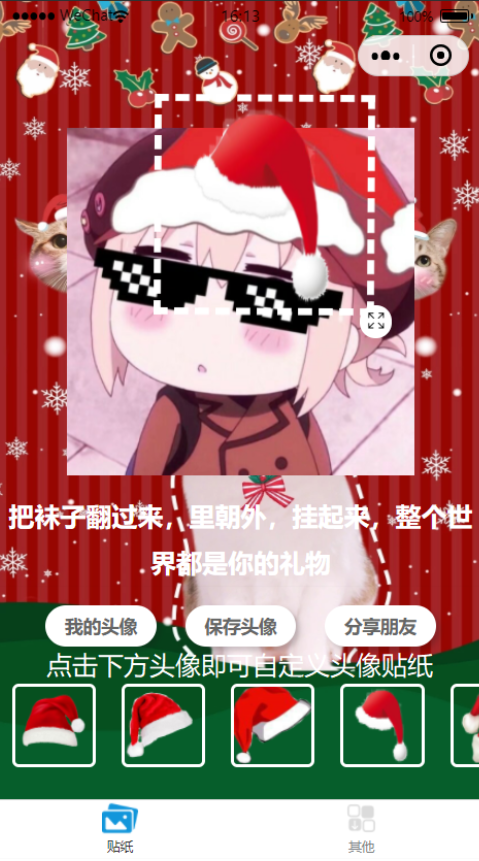 WeChat 16:13 100%
把袜子翻过来，里朝外，挂起来，整个世
界都是你的礼物
我的头像 保存头像 分享朋友
点击下方头像即可自定义头像贴纸
贴纸 其他